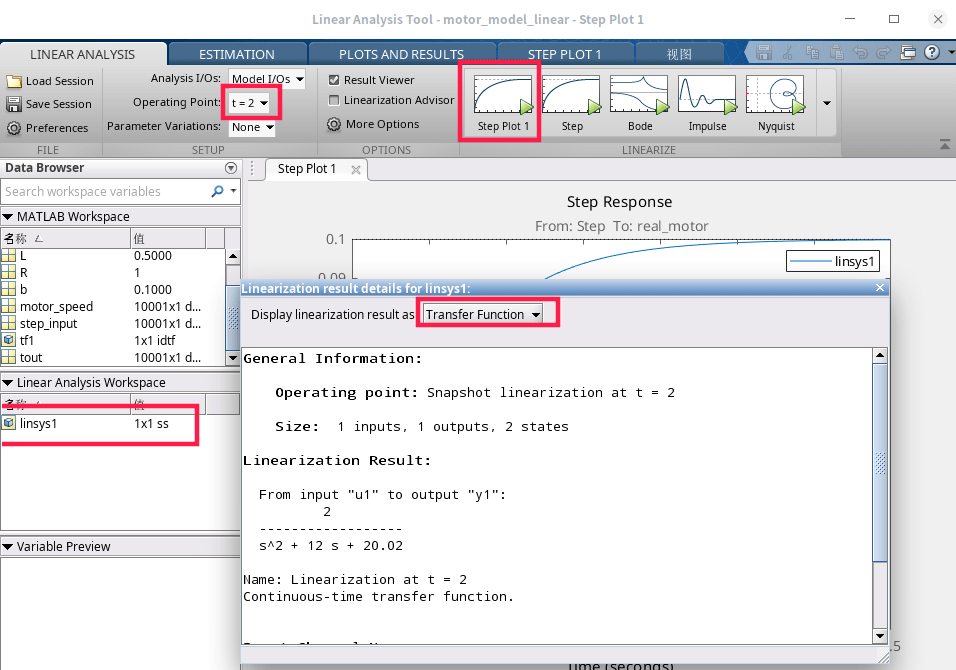 Linear Analysis Tool - motor_model_linear - Step Plot 1
LINEAR ANALYSIS ESTIMATION PLOTS AND RESULTS STEP PLOT 1 视图
Load Session
Save Session
Preferences
FILE
Analysis I/Os: Model I/Os
Operating Point: t = 2
Parameter Variations: None
SETUP
Result Viewer
Linearization Advisor
More Options
OPTIONS
Step Plot 1 Step Bode Impulse Nyquist
LINEARIZE
Data Browser
Search workspace variables
MATLAB Workspace
名称 值
L 0.5000
R 1
b 0.1000
motor_speed 10001x1 d...
step_input 10001x1 d...
tf1 1x1 idtf
tout 10001x1 d...
Linear Analysis Workspace
名称 值
linsys1 1x1 ss
Variable Preview
Step Plot 1
Step Response
From: Step To: real_motor
0.1
0.09
linsys1
Linearization result details for linsys1:
Display linearization result as Transfer Function
General Information:
Operating point: Snapshot linearization at t = 2
Size: 1 inputs, 1 outputs, 2 states
Linearization Result:
From input "u1" to output "y1":
2
------------------
s^2 + 12 s + 20.02
Name: Linearization at t = 2
Continuous-time transfer function.
.5
Time (seconds)